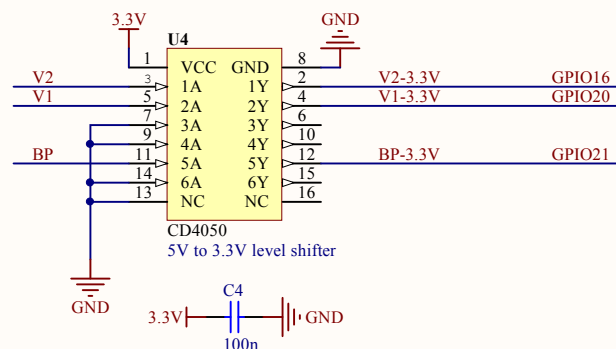 3.3V
U4
GND
1 VCC GND 8
V2 3 1A 1Y 2 V2-3.3V GPIO16
V1 5 2A 2Y 4 V1-3.3V GPIO20
7 3A 3Y 6
9 4A 4Y 10
BP 11 5A 5Y 12 BP-3.3V GPIO21
14 6A 6Y 15
13 NC NC 16
CD4050
5V to 3.3V level shifter
GND
C4
3.3V GND
100n